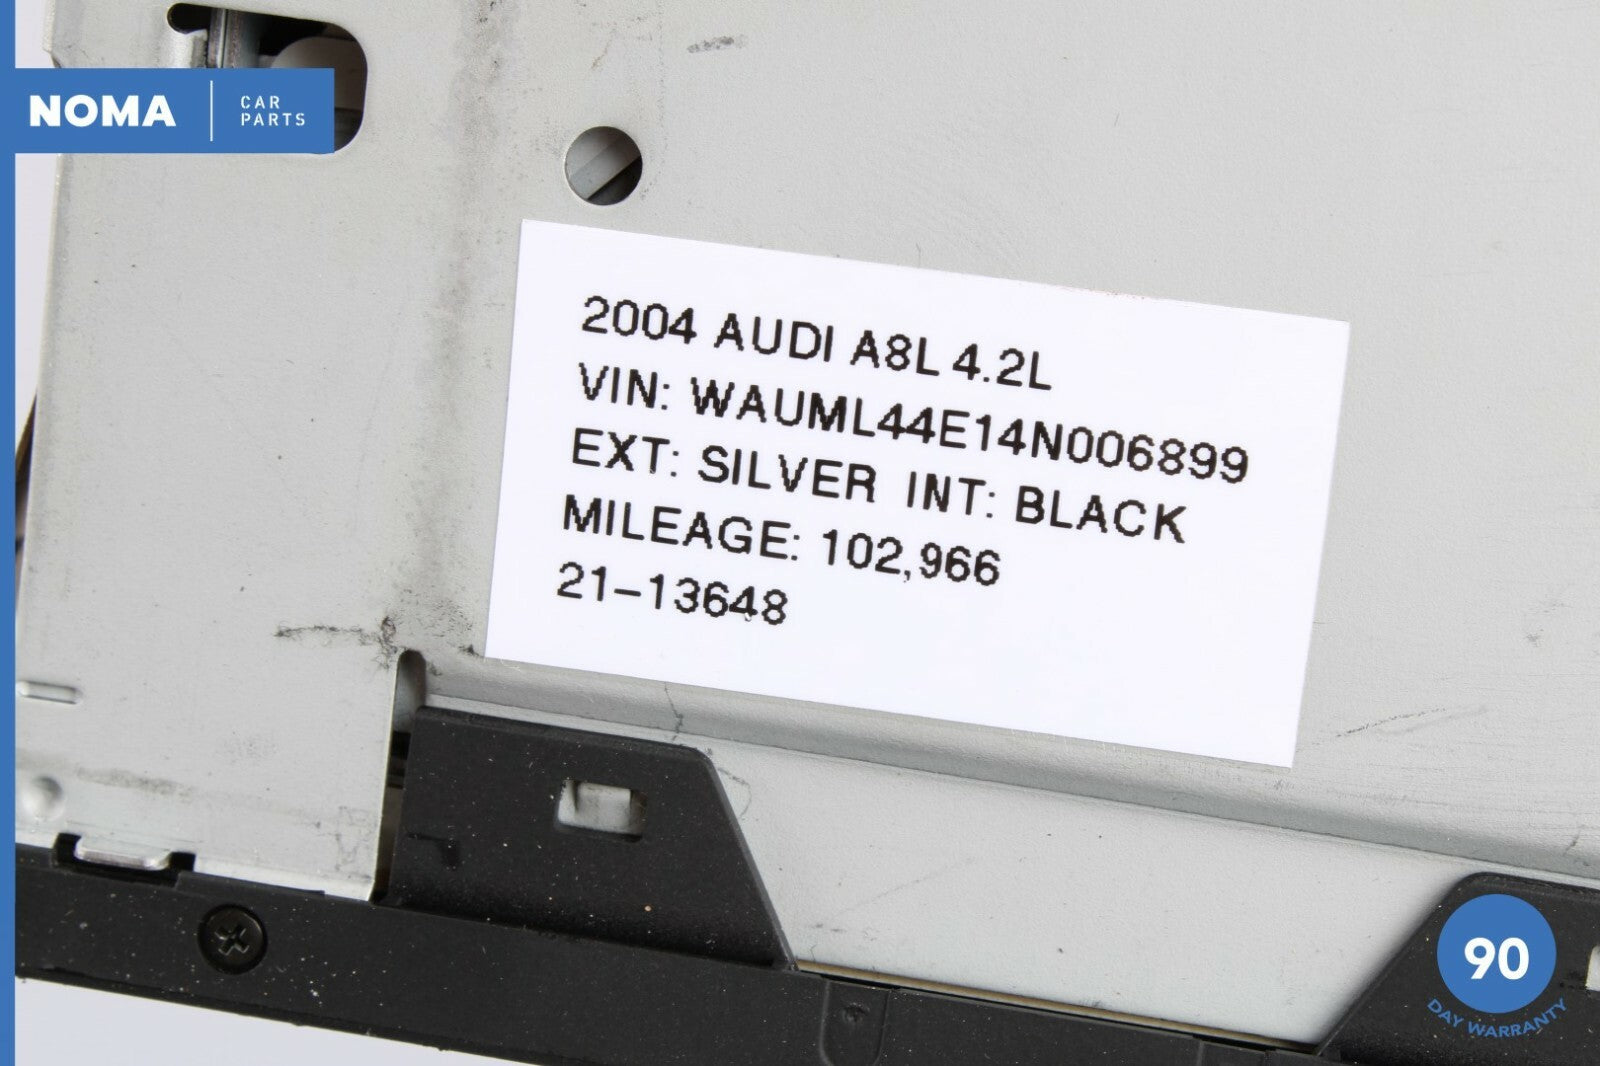 NOMA
CAR
PARTS
2004 AUDI A8L 4.2L
VIN: WAUML44E14N006899
EXT: SILVER INT: BLACK
MILEAGE: 102,966
21-13648
90
DAY WARRANTY